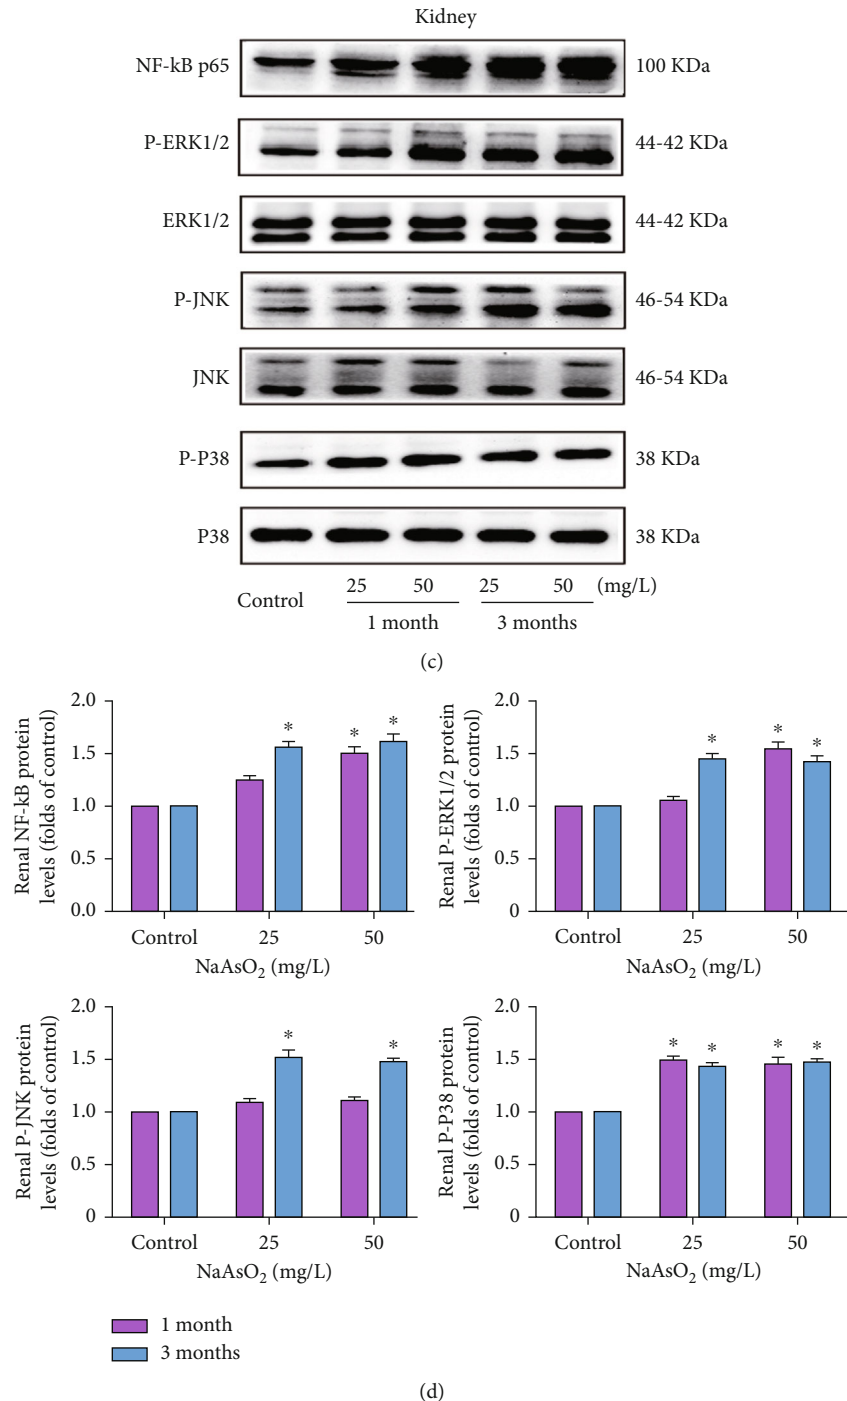 Kidney
NF-kB p65
100 KDa
P-ERK1/2
44-42 KDa
ERK1/2
44-42 KDa
P-JNK
46-54 KDa
JNK
46-54 KDa
P-P38
38 KDa
P38
38 KDa
Control
25 50 25 50 (mg/L)
1 month 3 months
(c)
Renal NF-kB protein
levels (folds of control)
2.0
1.5
1.0
0.5
0.0
Control 25 50
NaAsO₂ (mg/L)
Renal P-ERK1/2 protein
levels (folds of control)
2.0
1.5
1.0
0.5
0
Control 25 50
NaAsO₂ (mg/L)
Renal P-JNK protein
levels (folds of control)
2.0
1.5
1.0
0.5
0
Control 25 50
NaAsO₂ (mg/L)
Renal P-P38 protein
levels (folds of control)
2.0
1.5
1.0
0.5
0
Control 25 50
NaAsO₂ (mg/L)
* * *
* * *
* *
* * * *
1 month
3 months
(d)